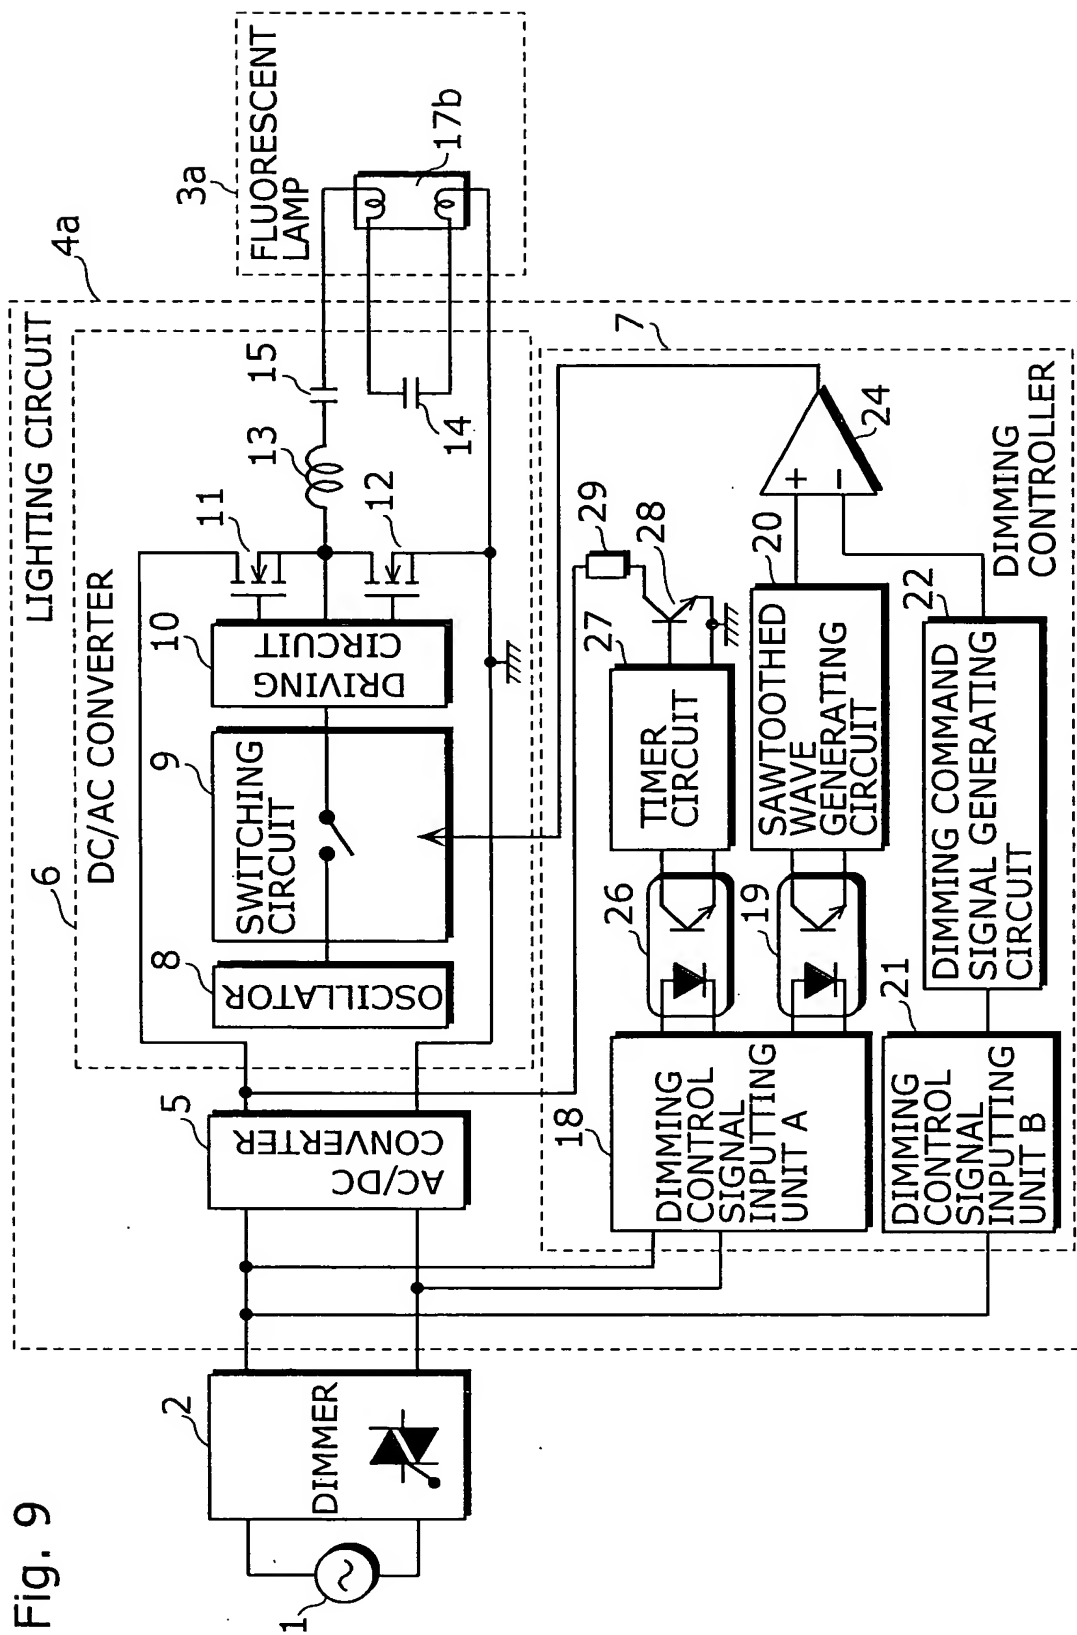 Fig. 9
1
2
DIMMER
LIGHTING CIRCUIT
4a
5
AC/DC
CONVERTER
6
DC/AC CONVERTER
8
OSCILLATOR
9
SWITCHING
CIRCUIT
10
DRIVING
CIRCUIT
11
12
13
15
14
3a
FLUORESCENT
LAMP
17b
7
18
DIMMING
CONTROL
SIGNAL
INPUTTING
UNIT A
26
19
27
TIMER
CIRCUIT
28
29
20
SAWTOOTHED
WAVE
GENERATING
CIRCUIT
+
−
24
21
DIMMING
CONTROL
SIGNAL
INPUTTING
UNIT B
22
DIMMING COMMAND
SIGNAL GENERATING
CIRCUIT
DIMMING
CONTROLLER